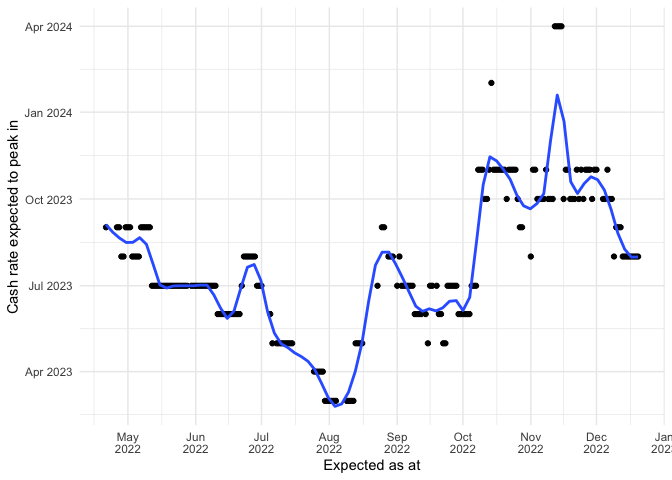 Apr 2024
Jan 2024
Oct 2023
Jul 2023
Apr 2023
Cash rate expected to peak in
May Jun Jul Aug Sep Oct Nov Dec Jan
2022 2022 2022 2022 2022 2022 2022 2022
Expected as at